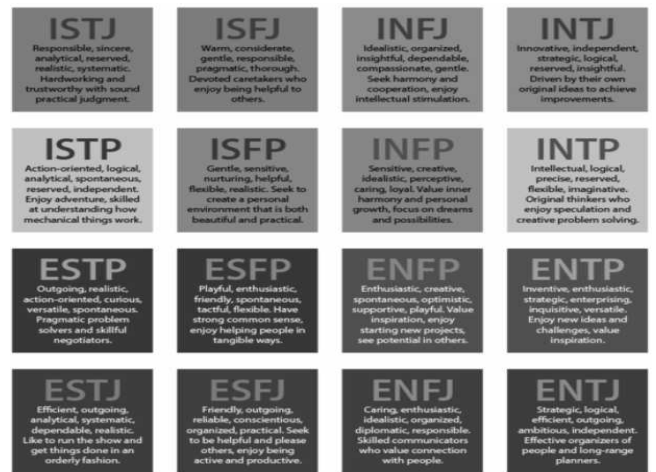 ISTJ
Responsible, sincere,
analytical, reserved,
realistic, systematic.
Hardworking and
trustworthy with sound
practical judgment.
ISFJ
Warm, considerate,
gentle, responsible,
pragmatic, thorough.
Devoted caretakers who
enjoy being helpful to
others.
INFJ
Idealistic, organized,
insightful, dependable,
compassionate, gentle.
Seek harmony and
cooperation, enjoy
intellectual stimulation.
INTJ
Innovative, independent,
strategic, logical,
reserved, insightful.
Driven by their own
original ideas to achieve
improvements.
ISTP
Action-oriented, logical,
analytical, spontaneous,
reserved, independent.
Enjoy adventure, skilled
at understanding how
mechanical things work.
ISFP
Gentle, sensitive,
nurturing, helpful,
flexible, realistic. Seek to
create a personal
environment that is both
beautiful and practical.
INFP
Sensitive, creative,
idealistic, perceptive,
caring, loyal. Value inner
harmony and personal
growth, focus on dreams
and possibilities.
INTP
Intellectual, logical,
precise, reserved,
flexible, imaginative.
Original thinkers who
enjoy speculation and
creative problem solving.
ESTP
Outgoing, realistic,
action-oriented, curious,
versatile, spontaneous.
Pragmatic problem
solvers and skillful
negotiators.
ESFP
Playful, enthusiastic,
friendly, spontaneous,
tactful, flexible. Have
strong common sense,
enjoy helping people in
tangible ways.
ENFP
Enthusiastic, creative,
spontaneous, optimistic,
supportive, playful. Value
inspiration, enjoy
starting new projects,
see potential in others.
ENTP
Inventive, enthusiastic,
strategic, enterprising,
inquisitive, versatile.
Enjoy new ideas and
challenges, value
inspiration.
ESTJ
Efficient, outgoing,
analytical, systematic,
dependable, realistic.
Like to run the show and
get things done in an
orderly fashion.
ESFJ
Friendly, outgoing,
reliable, conscientious,
organized, practical. Seek
to be helpful and please
others, enjoy being
active and productive.
ENFJ
Caring, enthusiastic,
idealistic, organized,
diplomatic, responsible.
Skilled communicators
who value connection
with people.
ENTJ
Strategic, logical,
efficient, outgoing,
ambitious, independent.
Effective organizers of
people and long-range
planners.